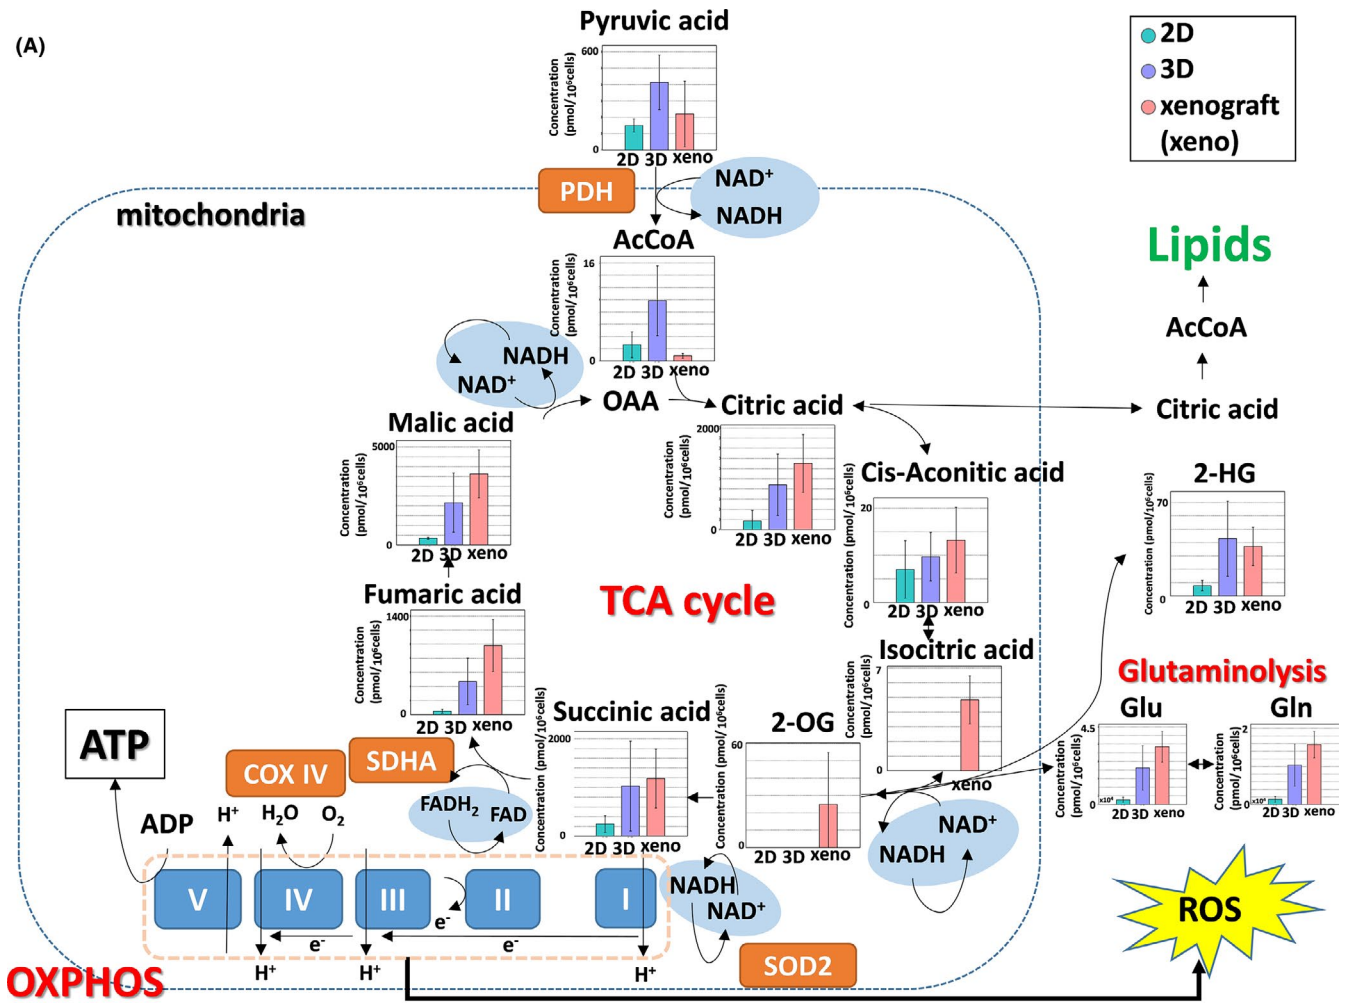 (A)
Pyruvic acid
Concentration
(pmol/10⁶cells)
600
0
2D 3D xeno
2D
3D
xenograft
(xeno)
PDH
NAD⁺
NADH
mitochondria
AcCoA
Concentration
(pmol/10⁶cells)
16
0
2D 3D xeno
Lipids
AcCoA
Citric acid
NADH
NAD⁺
OAA
Citric acid
Concentration
(pmol/10⁶cells)
2000
0
2D 3D xeno
Malic acid
Concentration
(pmol/10⁶cells)
5000
0
2D 3D xeno
Cis-Aconitic acid
Concentration (pmol/10⁶cells)
20
0
2D 3D xeno
2-HG
Concentration (pmol/10⁶cells)
70
0
2D 3D xeno
TCA cycle
Fumaric acid
Concentration
(pmol/10⁶cells)
1400
0
2D 3D xeno
Isocitric acid
Concentration
(pmol/10⁶cells)
7
0
xeno
Glutaminolysis
Glu
Concentration
(pmol/10⁶cells)
4.5
0
x10⁴
2D 3D xeno
Gln
Concentration
(pmol/10⁶cells)
2
0
x10⁴
2D 3D xeno
Succinic acid
Concentration (pmol/10⁶cells)
2000
0
2D 3D xeno
2-OG
Concentration (pmol/10⁶cells)
60
0
2D 3D xeno
ATP
COX IV
SDHA
FADH₂
FAD
ADP
H⁺
H₂O
O₂
NAD⁺
NADH
V
IV
III
II
I
e⁻
e⁻
e⁻
NADH
NAD⁺
H⁺
H⁺
H⁺
SOD2
ROS
OXPHOS